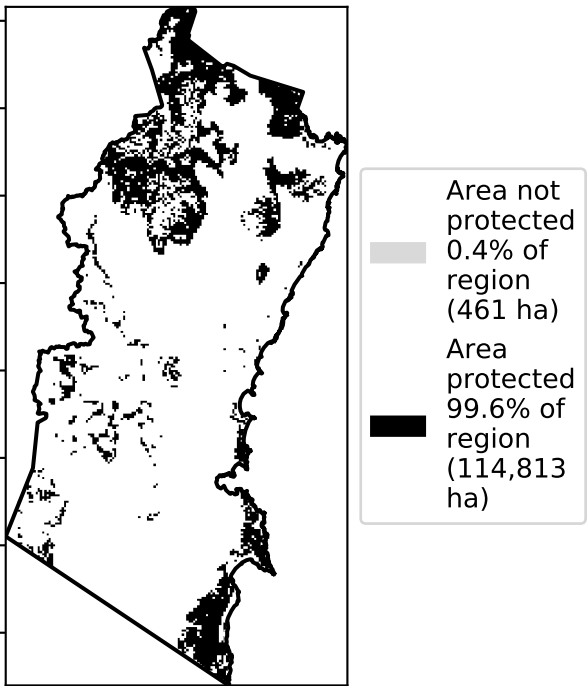 Area not
protected
0.4% of
region
(461 ha)
Area
protected
99.6% of
region
(114,813
ha)